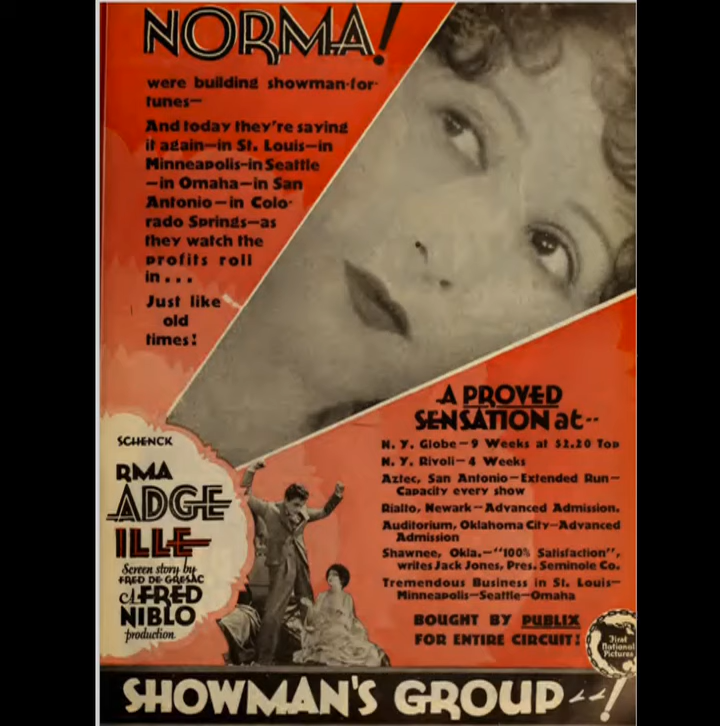 NORMA!
were building showman-for-
tunes—
And today they're saying
it again—in St. Louis—in
Minneapolis—in Seattle
—in Omaha—in San
Antonio—in Colo-
rado Springs—as
they watch the
profits roll
in...
Just like
old
times!
A PROVED
SENSATION at--
N. Y. Globe—9 Weeks at $2.20 Top
N. Y. Rivoli—4 Weeks
Aztec, San Antonio—Extended Run—
Capacity every show
Rialto, Newark—Advanced Admission.
Auditorium, Oklahoma City—Advanced
Admission
Shawnee, Okla.—"100% Satisfaction",
writes Jack Jones, Pres. Seminole Co.
Tremendous Business in St. Louis—
Minneapolis—Seattle—Omaha
BOUGHT BY PUBLIX
FOR ENTIRE CIRCUIT!
First
National
Pictures
SCHENCK
RMA
ADGE
ILLE
Screen story by
FRED DE GRESAC
A FRED
NIBLO
production
SHOWMAN'S GROUP--!